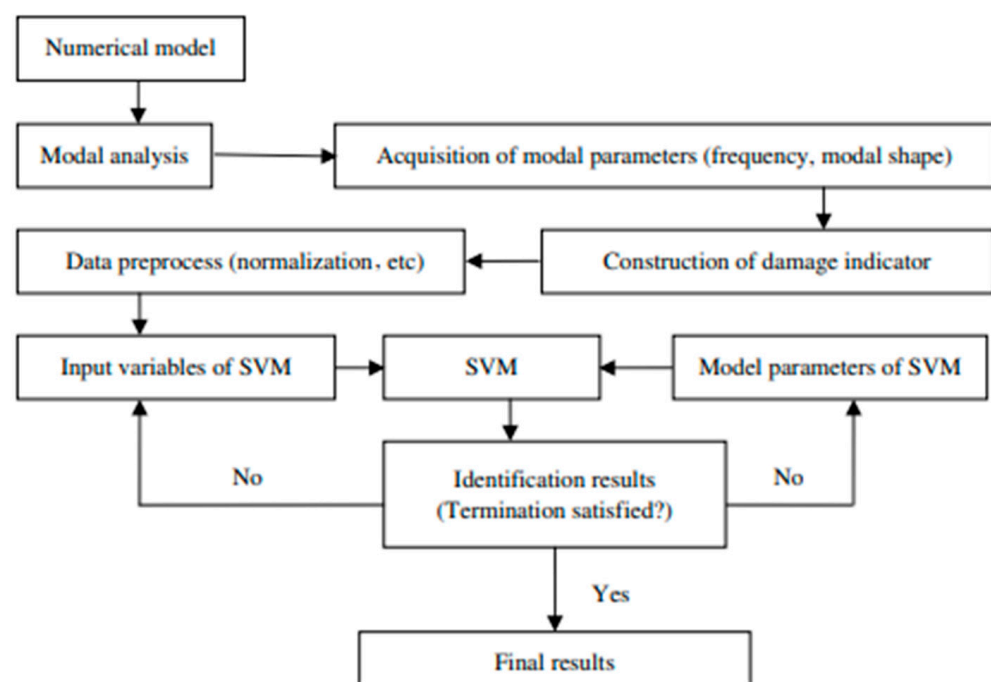 Numerical model
Modal analysis
Acquisition of modal parameters (frequency, modal shape)
Data preprocess (normalization, etc)
Construction of damage indicator
Input variables of SVM
SVM
Model parameters of SVM
No
Identification results
(Termination satisfied?)
No
Yes
Final results